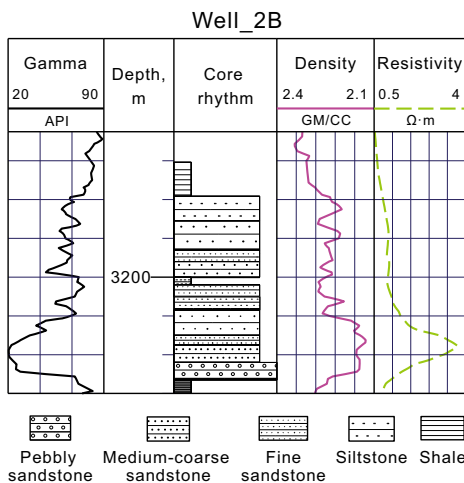 Well_2B
Gamma
20 90
API
Depth,
m
Core
rhythm
Density
2.4 2.1
GM/CC
Resistivity
0.5 4
Ω·m
3200
Pebbly
sandstone
Medium-coarse
sandstone
Fine
sandstone
Siltstone
Shale